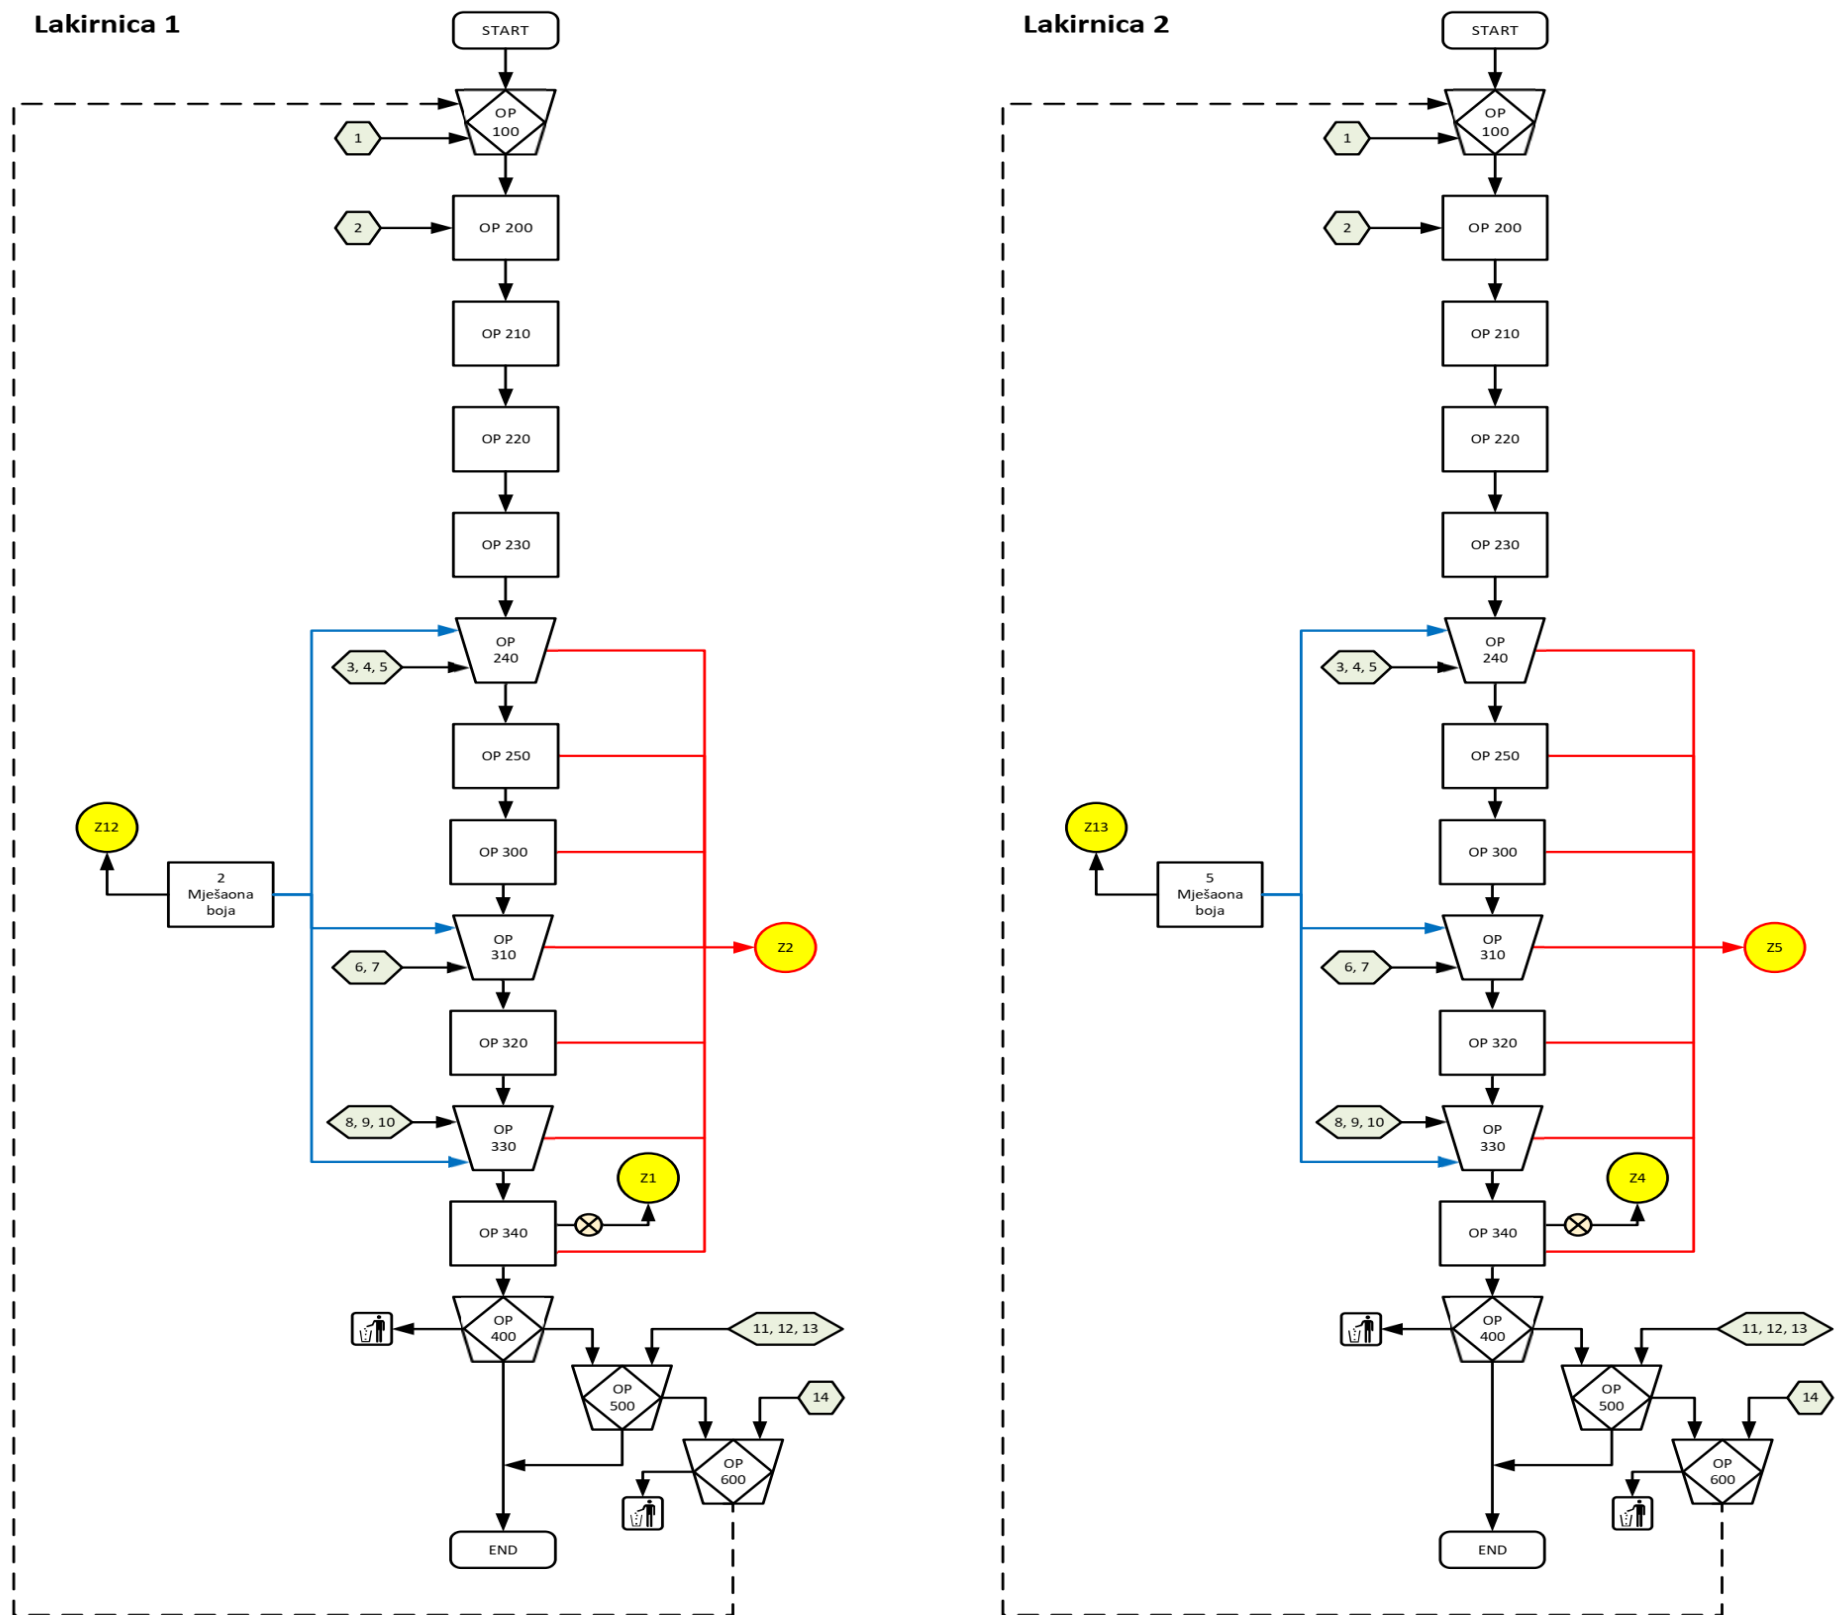 Lakirnica 1
START
OP
100
1
OP 200
2
OP 210
OP 220
OP 230
OP
240
3, 4, 5
OP 250
Z12
OP 300
2
Mješaona
boja
OP
310
Z2
6, 7
OP 320
8, 9, 10
OP
330
Z1
OP 340
OP
400
11, 12, 13
OP
500
14
OP
600
END
Lakirnica 2
START
OP
100
1
OP 200
2
OP 210
OP 220
OP 230
OP
240
3, 4, 5
OP 250
Z13
OP 300
5
Mješaona
boja
OP
310
Z5
6, 7
OP 320
8, 9, 10
OP
330
Z4
OP 340
OP
400
11, 12, 13
OP
500
14
OP
600
END